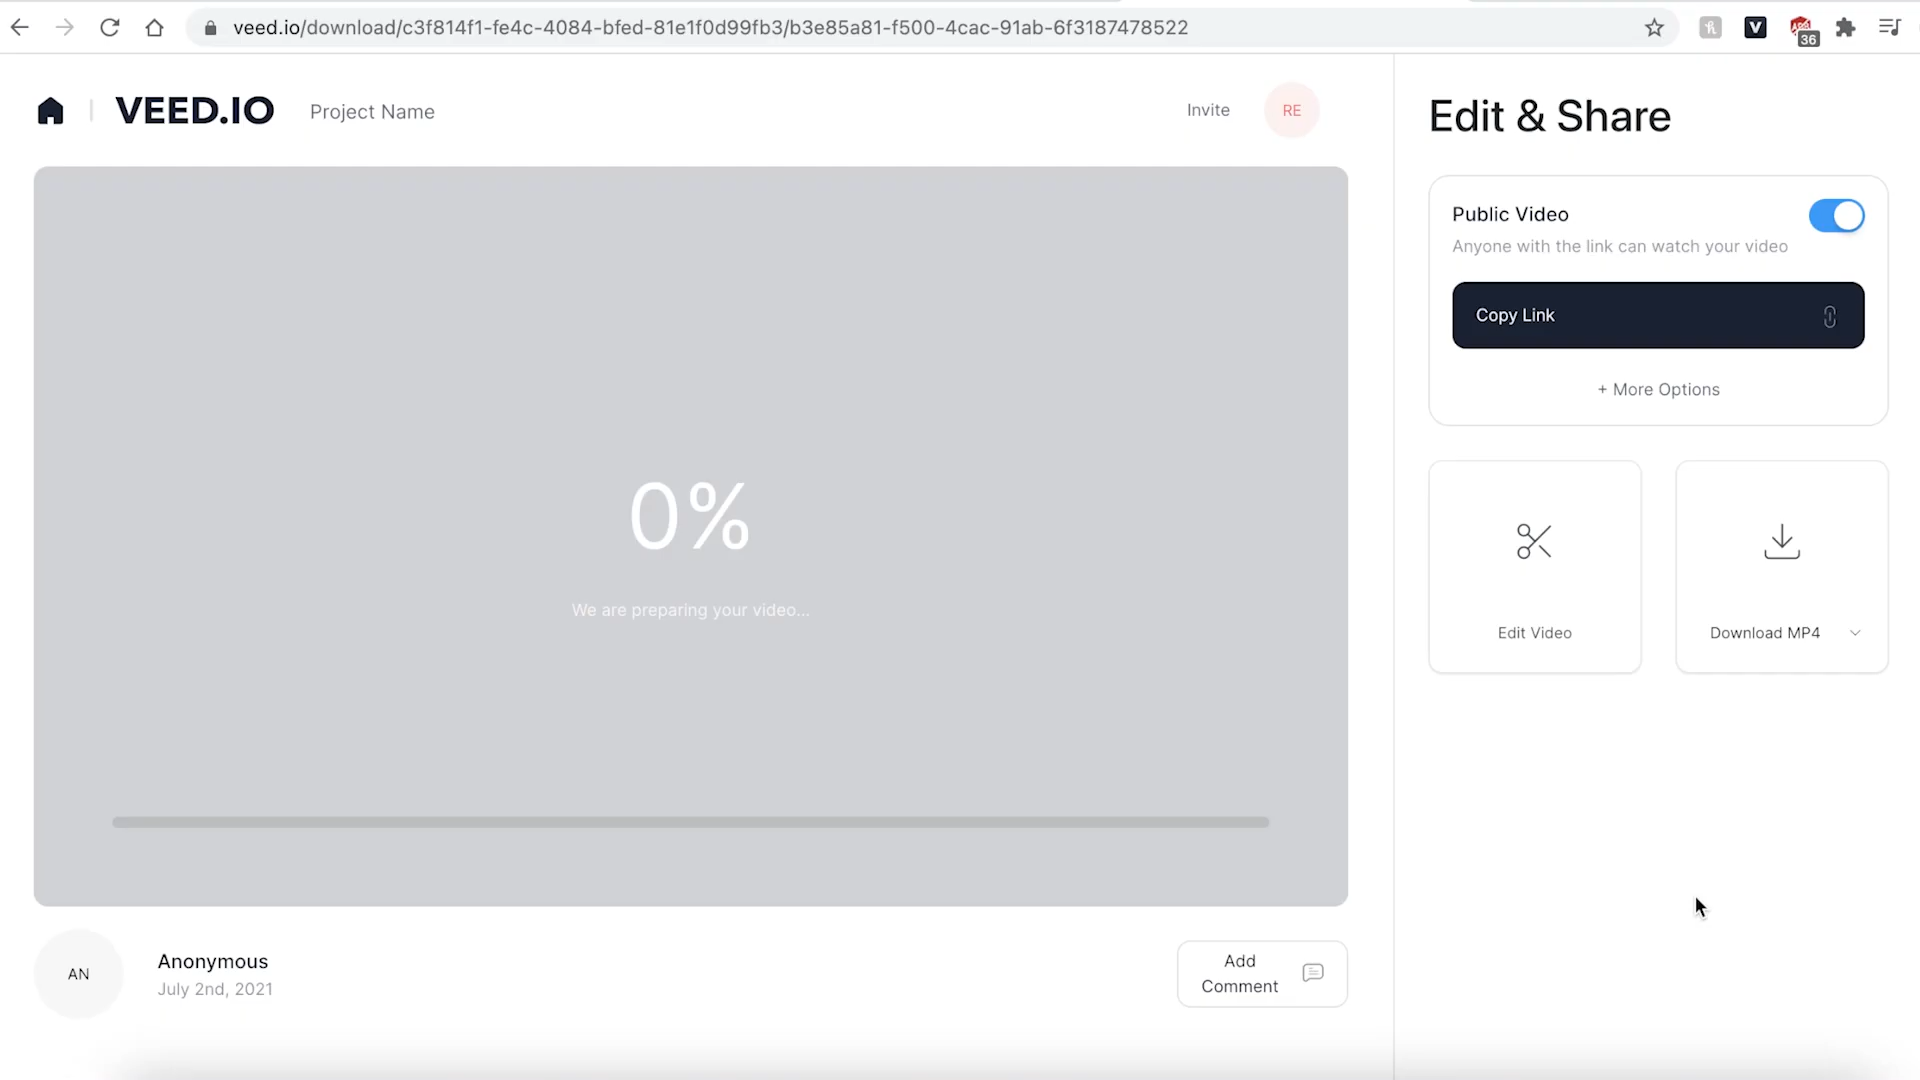 veed.io/download/c3f814f1-fe4c-4084-bfed-81e1f0d99fb3/b3e85a81-f500-4cac-91ab-6f3187478522
36
VEED.IO
Project Name
Invite
RE
Edit & Share
Public Video
Anyone with the link can watch your video
Copy Link
+ More Options
0%
We are preparing your video...
Edit Video
Download MP4
AN
Anonymous
July 2nd, 2021
Add
Comment